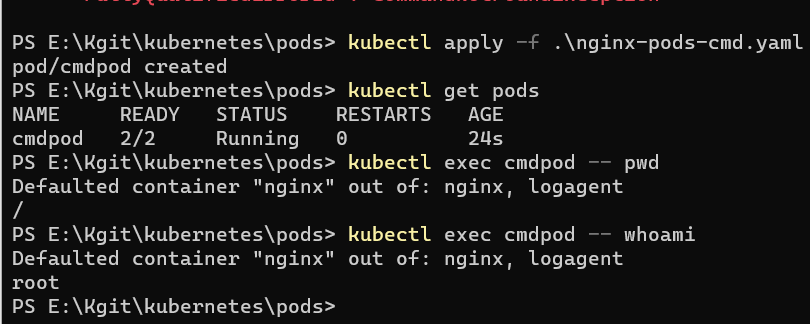 PS E:\Kgit\kubernetes\pods> kubectl apply -f .\nginx-pods-cmd.yaml
pod/cmdpod created
PS E:\Kgit\kubernetes\pods> kubectl get pods
NAME     READY   STATUS    RESTARTS   AGE
cmdpod   2/2     Running   0          24s
PS E:\Kgit\kubernetes\pods> kubectl exec cmdpod -- pwd
Defaulted container "nginx" out of: nginx, logagent
/
PS E:\Kgit\kubernetes\pods> kubectl exec cmdpod -- whoami
Defaulted container "nginx" out of: nginx, logagent
root
PS E:\Kgit\kubernetes\pods>